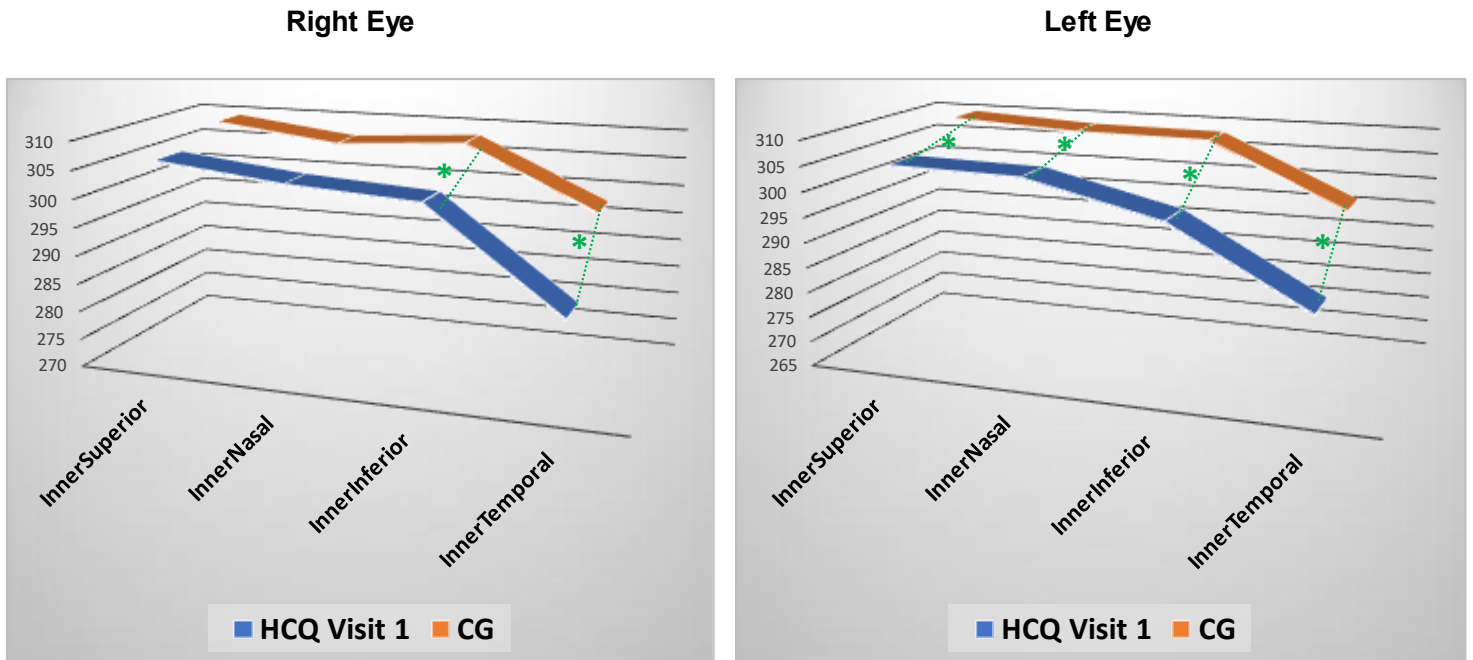 Right Eye
310
305
300
295
290
285
280
275
270
InnerSuperior
InnerNasal
InnerInferior
InnerTemporal
*
*
HCQ Visit 1 CG
Left Eye
310
305
300
295
290
285
280
275
270
265
InnerSuperior
InnerNasal
InnerInferior
InnerTemporal
*
*
*
*
HCQ Visit 1 CG